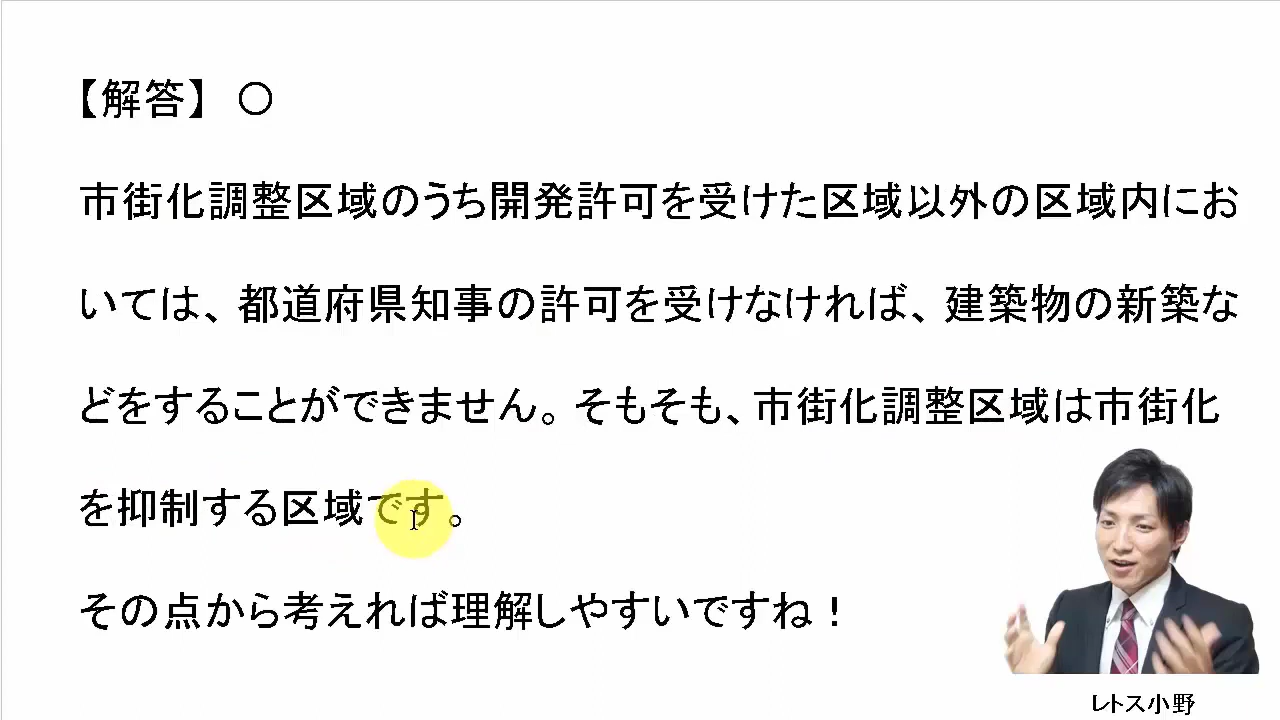 【解答】 ○
市街化調整区域のうち開発許可を受けた区域以外の区域内にお
いては、都道府県知事の許可を受けなければ、建築物の新築な
どをすることができません。そもそも、市街化調整区域は市街化
を抑制する区域です。
その点から考えれば理解しやすいですね！
レトス小野